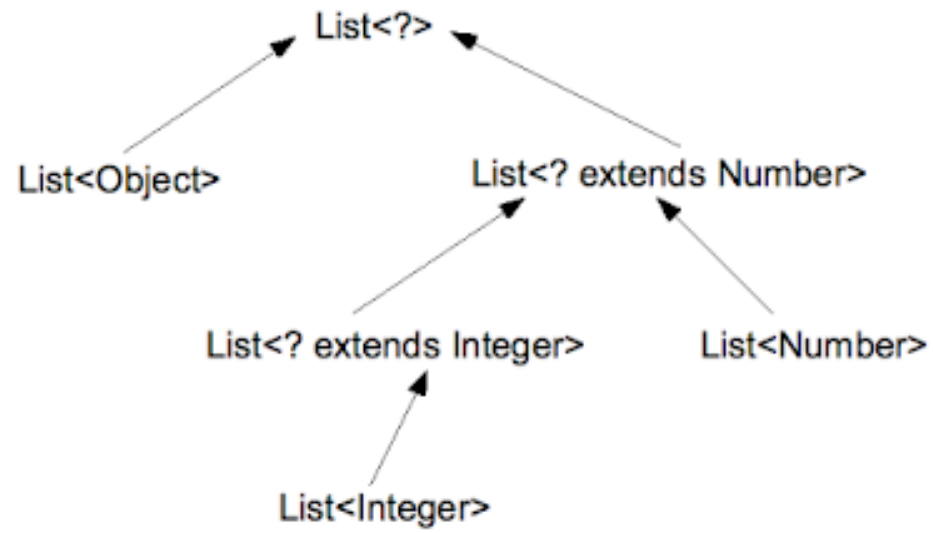 List<?>
List<Object>
List<? extends Number>
List<? extends Integer>
List<Number>
List<Integer>